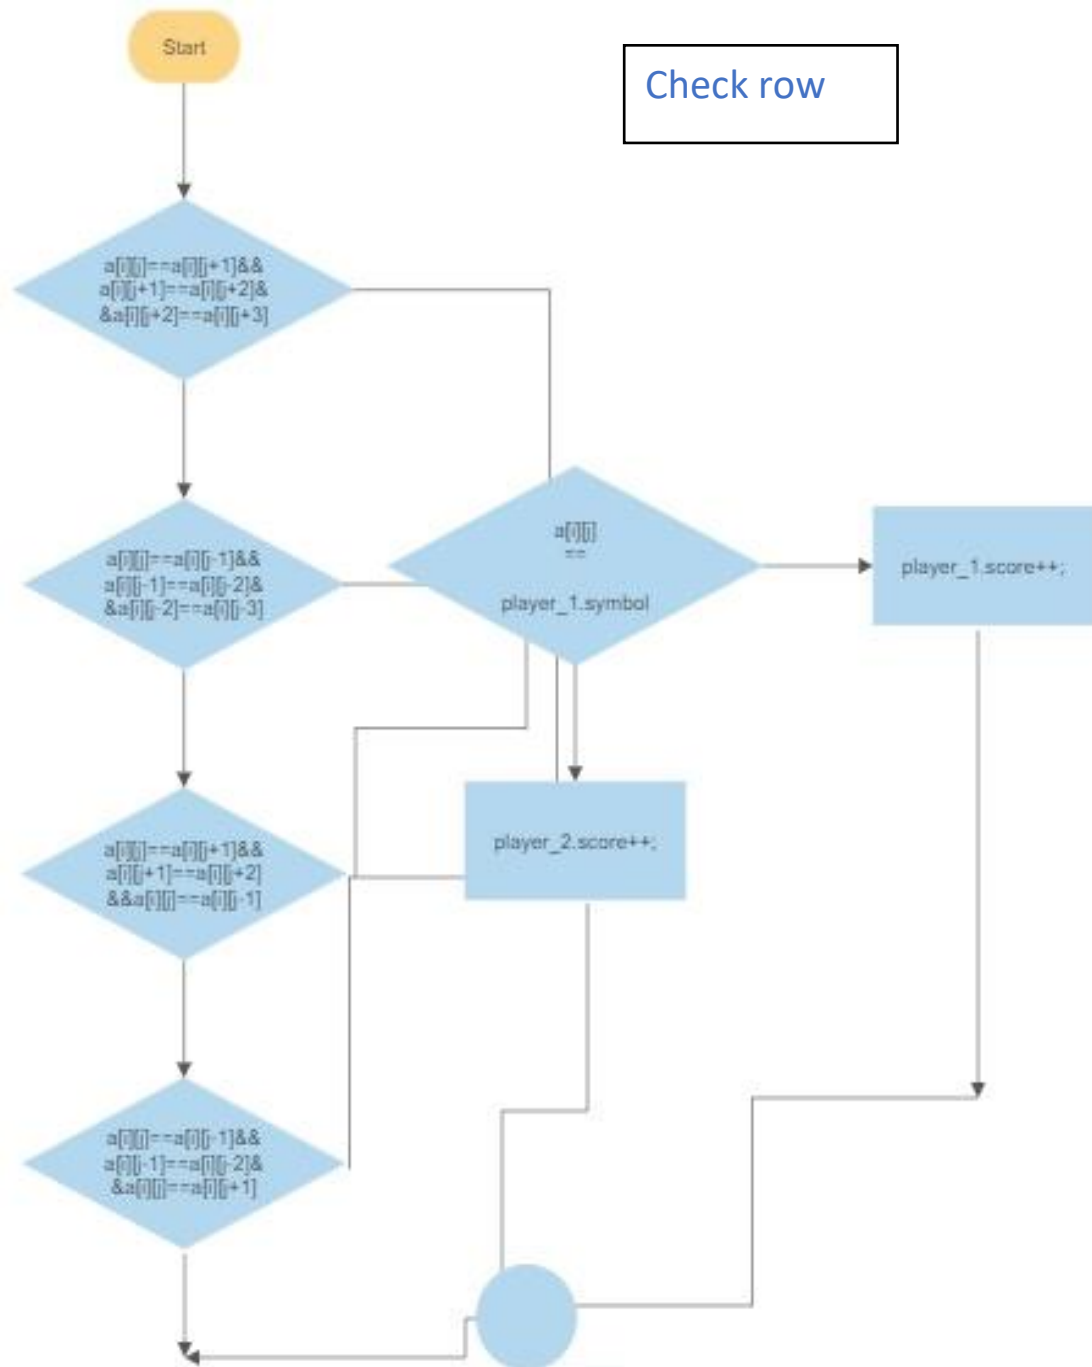 Start
Check row
a[i][j]==a[i][j+1]&&
a[i][j+1]==a[i][j+2]&
&a[i][j+2]==a[i][j+3]
a[i][j]==a[i][j-1]&&
a[i][j-1]==a[i][j-2]&
&a[i][j-2]==a[i][j-3]
a[i][j]
==
player_1.symbol
player_1.score++;
a[i][j]==a[i][j+1]&&
a[i][j+1]==a[i][j+2]
&&a[i][j]==a[i][j-1]
player_2.score++;
a[i][j]==a[i][j-1]&&
a[i][j-1]==a[i][j-2]&
&a[i][j]==a[i][j+1]